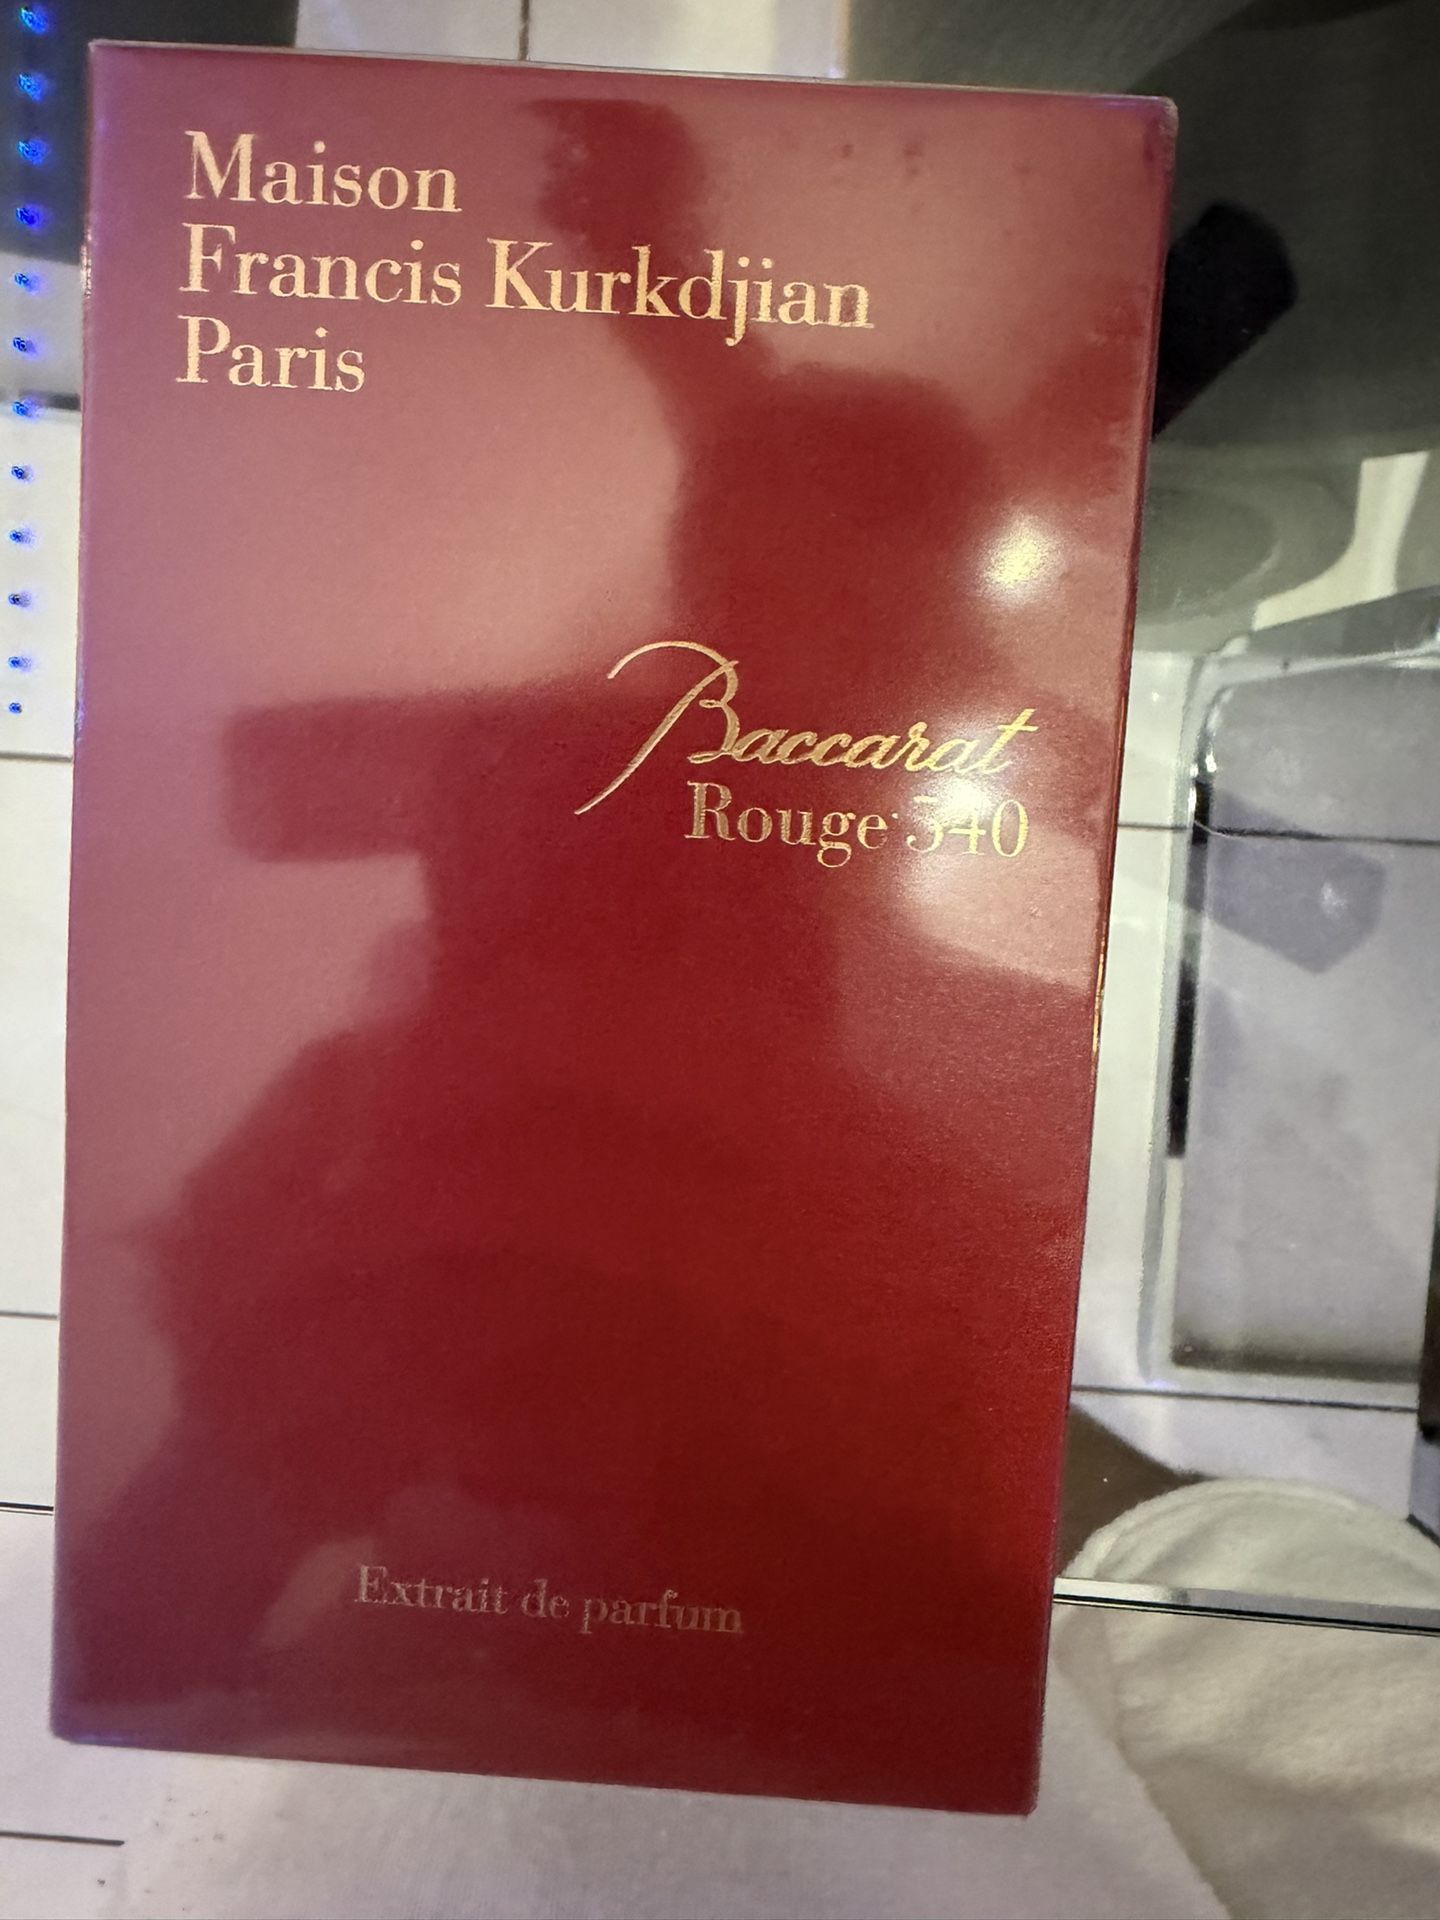 Maison
Francis Kurkdjian
Paris
Baccarat
Rouge 540
Extrait de parfum